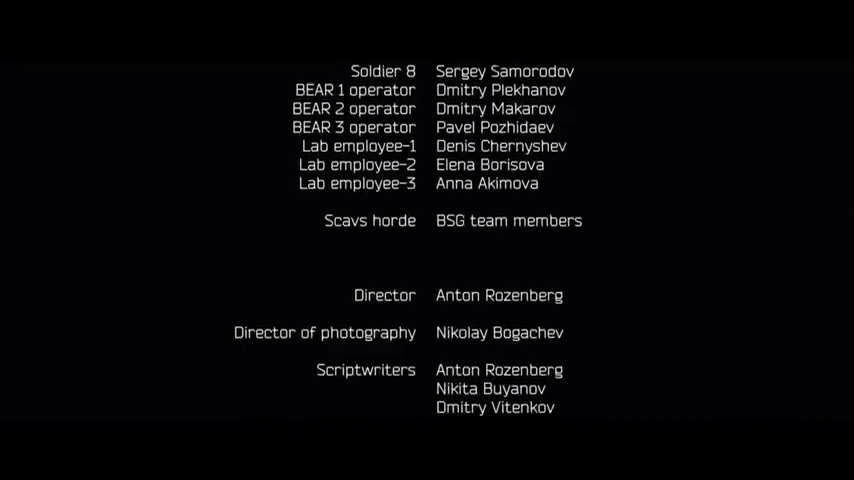 Soldier 8 Sergey Samorodov
BEAR 1 operator Dmitry Plekhanov
BEAR 2 operator Dmitry Makarov
BEAR 3 operator Pavel Pozhidaev
Lab employee-1 Denis Chernyshev
Lab employee-2 Elena Borisova
Lab employee-3 Anna Akimova
Scavs horde BSG team members
Director Anton Rozenberg
Director of photography Nikolay Bogachev
Scriptwriters Anton Rozenberg
Nikita Buyanov
Dmitry Vitenkov